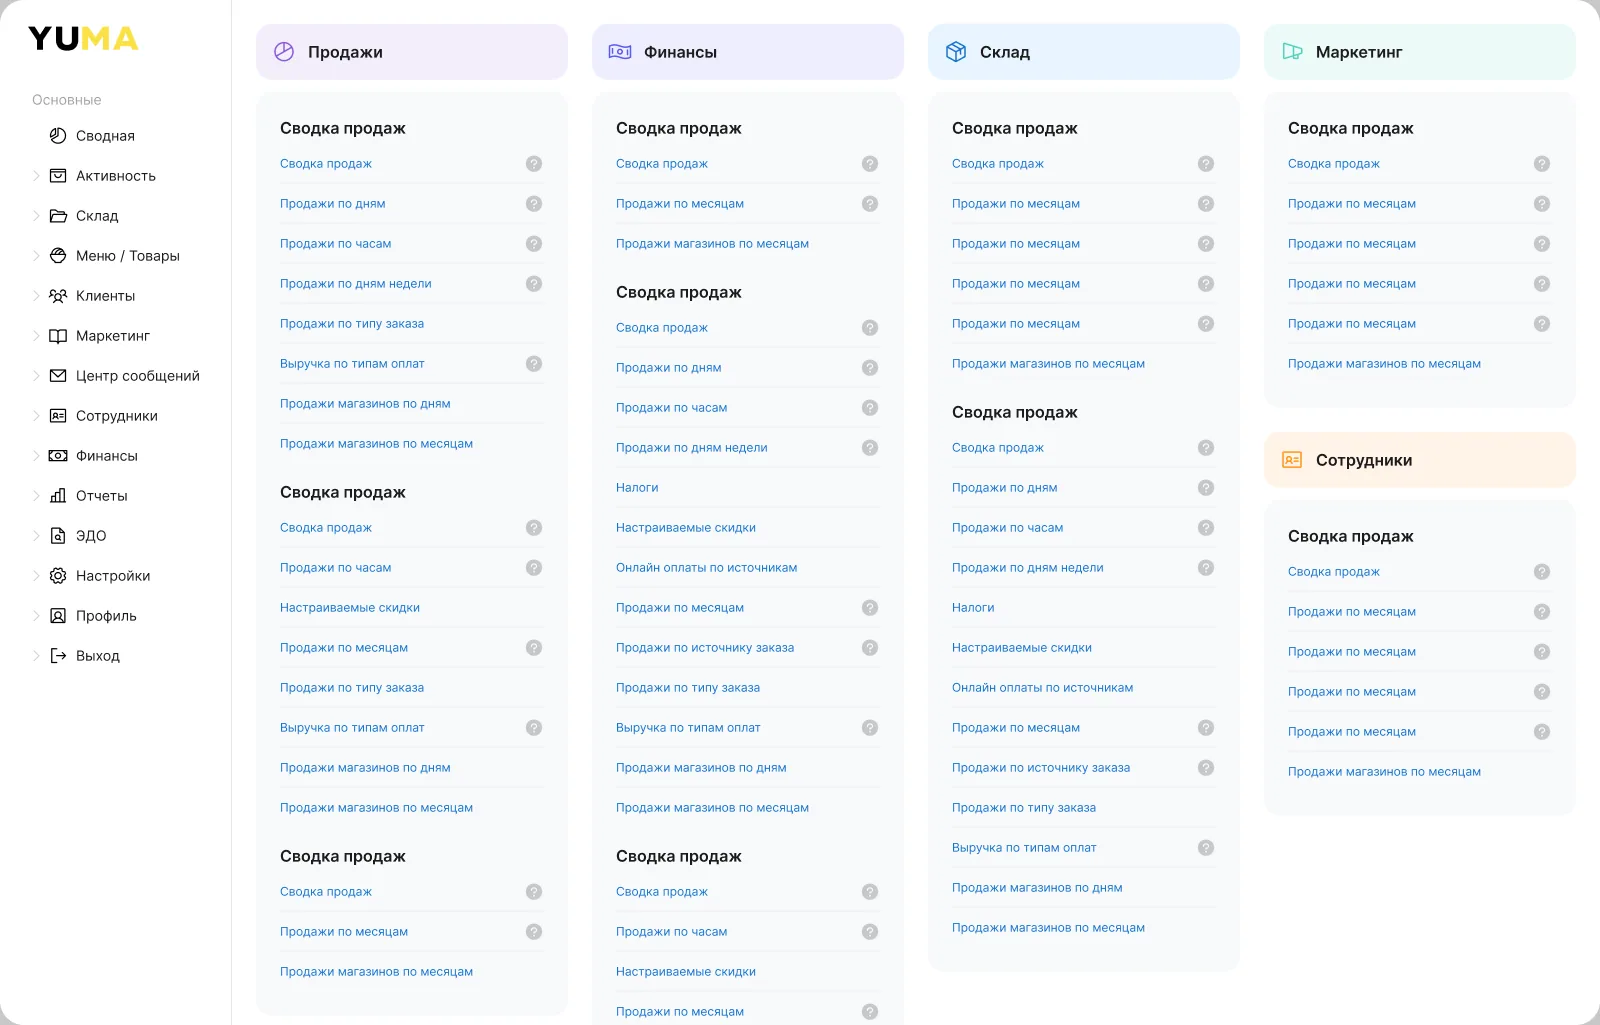 YUMA
Основные
Сводная
Активность
Склад
Меню / Товары
Клиенты
Маркетинг
Центр сообщений
Сотрудники
Финансы
Отчеты
ЭДО
Настройки
Профиль
Выход
Продажи
Сводка продаж
Сводка продаж
Продажи по дням
Продажи по часам
Продажи по дням недели
Продажи по типу заказа
Выручка по типам оплат
Продажи магазинов по дням
Продажи магазинов по месяцам
Сводка продаж
Сводка продаж
Продажи по часам
Настраиваемые скидки
Продажи по месяцам
Продажи по типу заказа
Выручка по типам оплат
Продажи магазинов по дням
Продажи магазинов по месяцам
Сводка продаж
Сводка продаж
Продажи по месяцам
Продажи магазинов по месяцам
Финансы
Сводка продаж
Сводка продаж
Продажи по месяцам
Продажи магазинов по месяцам
Сводка продаж
Сводка продаж
Продажи по дням
Продажи по часам
Продажи по дням недели
Налоги
Настраиваемые скидки
Онлайн оплаты по источникам
Продажи по месяцам
Продажи по источнику заказа
Продажи по типу заказа
Выручка по типам оплат
Продажи магазинов по дням
Продажи магазинов по месяцам
Сводка продаж
Сводка продаж
Продажи по часам
Настраиваемые скидки
Продажи по месяцам
Склад
Сводка продаж
Сводка продаж
Продажи по месяцам
Продажи по месяцам
Продажи по месяцам
Продажи по месяцам
Продажи магазинов по месяцам
Сводка продаж
Сводка продаж
Продажи по дням
Продажи по часам
Продажи по дням недели
Налоги
Настраиваемые скидки
Онлайн оплаты по источникам
Продажи по месяцам
Продажи по источнику заказа
Продажи по типу заказа
Выручка по типам оплат
Продажи магазинов по дням
Продажи магазинов по месяцам
Маркетинг
Сводка продаж
Сводка продаж
Продажи по месяцам
Продажи по месяцам
Продажи по месяцам
Продажи по месяцам
Продажи магазинов по месяцам
Сотрудники
Сводка продаж
Сводка продаж
Продажи по месяцам
Продажи по месяцам
Продажи по месяцам
Продажи по месяцам
Продажи магазинов по месяцам